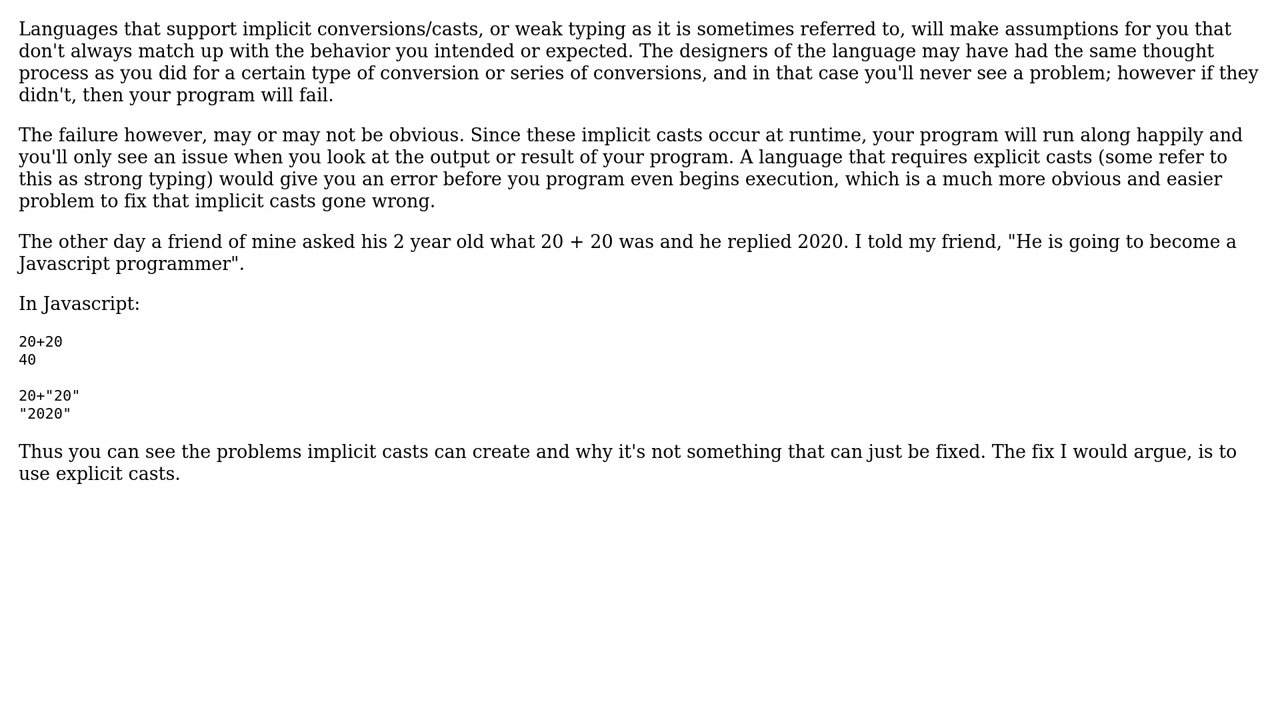 Languages that support implicit conversions/casts, or weak typing as it is sometimes referred to, will make assumptions for you that
don't always match up with the behavior you intended or expected. The designers of the language may have had the same thought
process as you did for a certain type of conversion or series of conversions, and in that case you'll never see a problem; however if they
didn't, then your program will fail.
The failure however, may or may not be obvious. Since these implicit casts occur at runtime, your program will run along happily and
you'll only see an issue when you look at the output or result of your program. A language that requires explicit casts (some refer to
this as strong typing) would give you an error before you program even begins execution, which is a much more obvious and easier
problem to fix that implicit casts gone wrong.
The other day a friend of mine asked his 2 year old what 20 + 20 was and he replied 2020. I told my friend, "He is going to become a
Javascript programmer".
In Javascript:
20+20
40
20+"20"
"2020"
Thus you can see the problems implicit casts can create and why it's not something that can just be fixed. The fix I would argue, is to
use explicit casts.